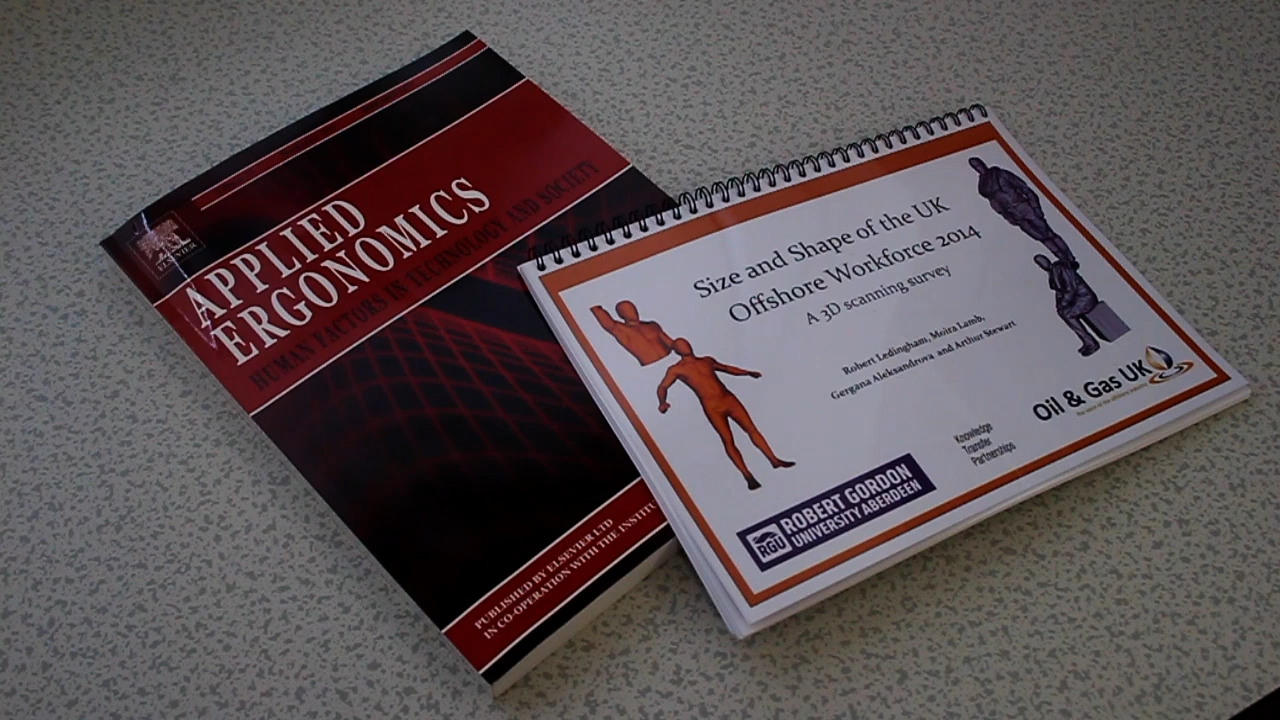 ELSEVIER
APPLIED
ERGONOMICS
HUMAN FACTORS IN TECHNOLOGY AND SOCIETY
PUBLISHED BY ELSEVIER LTD
IN CO-OPERATION WITH THE
Size and Shape of the UK
Offshore Workforce 2014
A 3D scanning survey
Robert Ledingham, Moira Lamb,
Gergana Aleksandrova and Arthur Stewart
Oil & Gas UK
Knowledge
Transfer
Partnerships
RGU
ROBERT GORDON
UNIVERSITY ABERDEEN